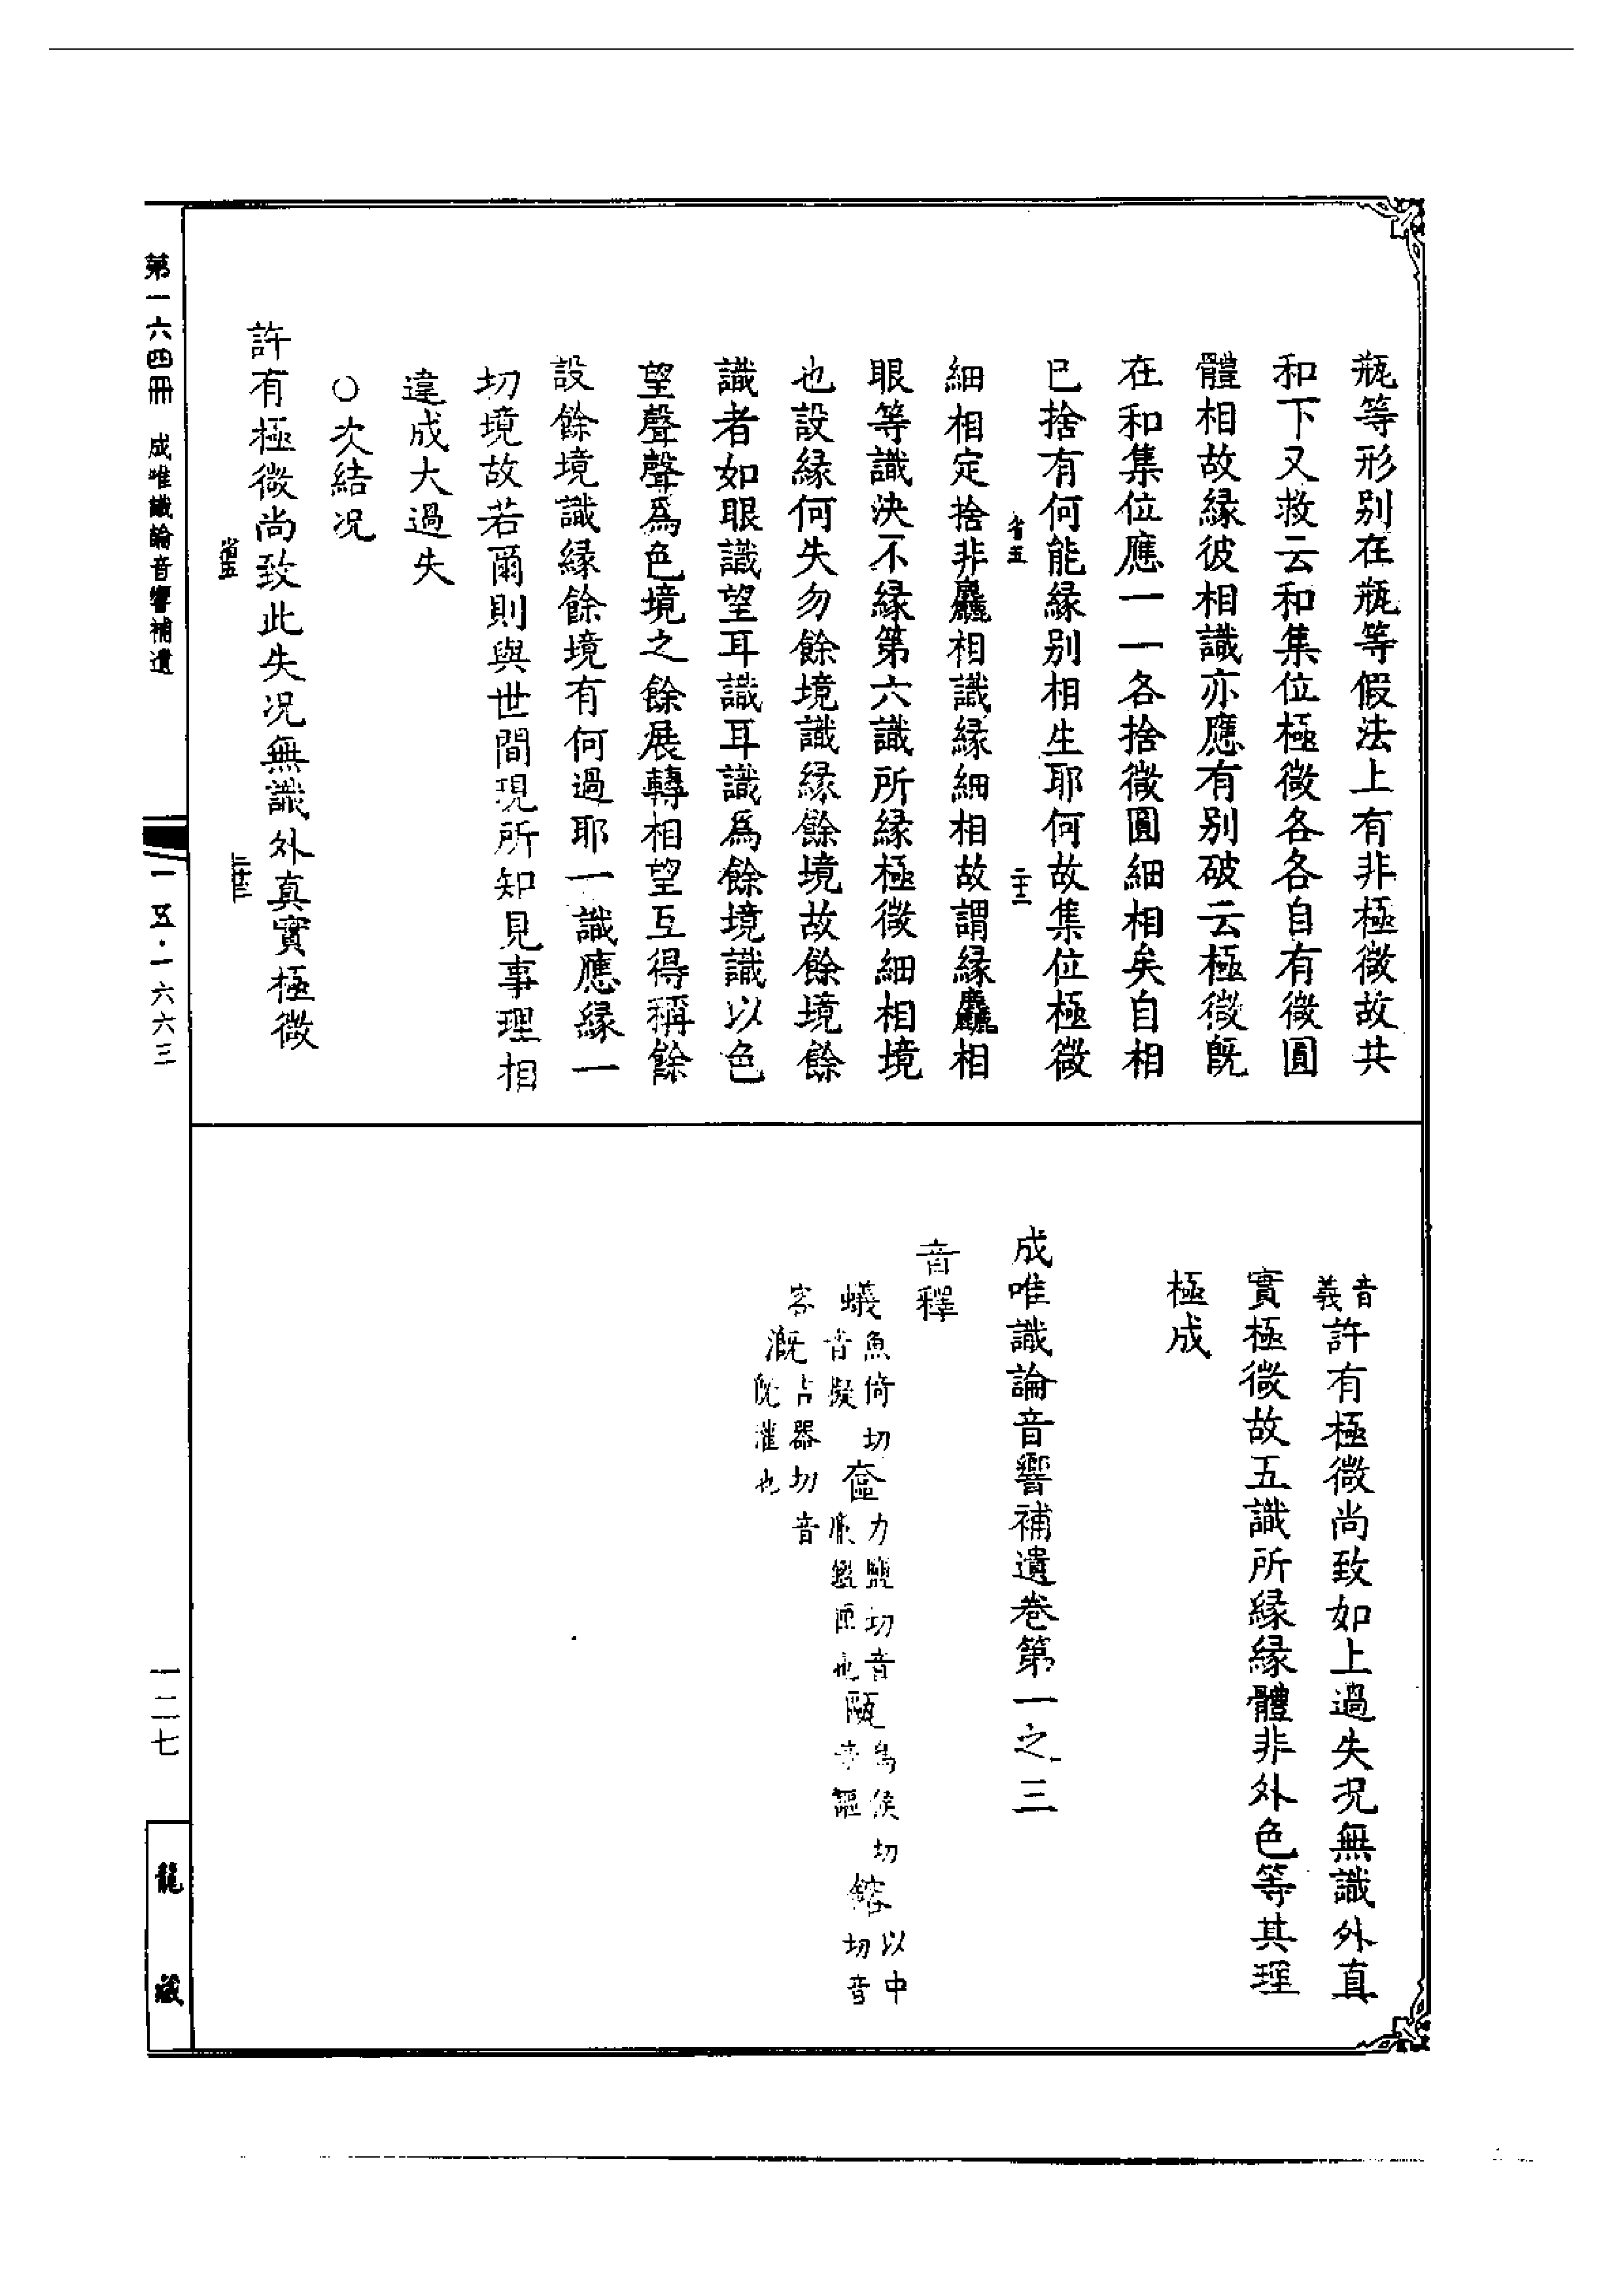 瓶等形別在瓶等假法上有非極微故共
和下又救云和集位極微各各自有微圓
體相故緣彼相識亦應有別破云極微既
在和集位應一一各捨微圓細相矣自相
已捨有何能緣別相生耶何故集位極微
省五
細相定捨非麤相識緣細相故謂緣麤相
眼等識決不緣第六識所緣極微細相境
也設緣何失勿餘境識緣餘境故餘境餘
識者如眼識望耳識耳識爲餘境識以色
望聲聲爲色境之餘展轉相望互得稱餘
設餘境識緣餘境有何過耶一識應緣一
切境故若爾則與世間現所知見事理相
違成大過失
○次結況
許有極微尚致此失況無識外真實極微
省五
音義許有極微尚致如上過失況無識外真
實極微故五識所緣緣體非外色等其理
極成
成唯識論音響補遺卷第一之三
音釋
蟻魚倚切音擬 奩力鹽切音廉鏡匣也 甌烏侯切音謳 鎔以中切音
容 溉古器切音既灌也
第一六四冊 成唯識論音響補遺
一一五·一六六三
一二七
龍藏